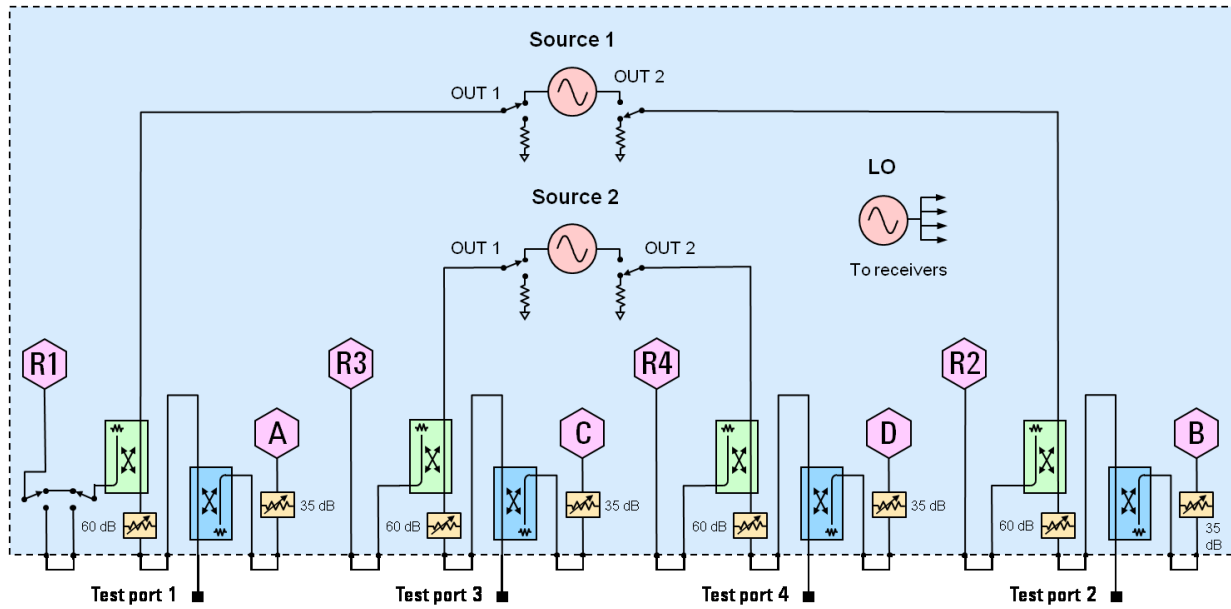 Source 1
OUT 1
OUT 2
LO
Source 2
OUT 1
OUT 2
To receivers
R1
R3
R4
R2
A
C
D
B
60 dB
35 dB
60 dB
35 dB
60 dB
35 dB
60 dB
35
dB
Test port 1
Test port 3
Test port 4
Test port 2